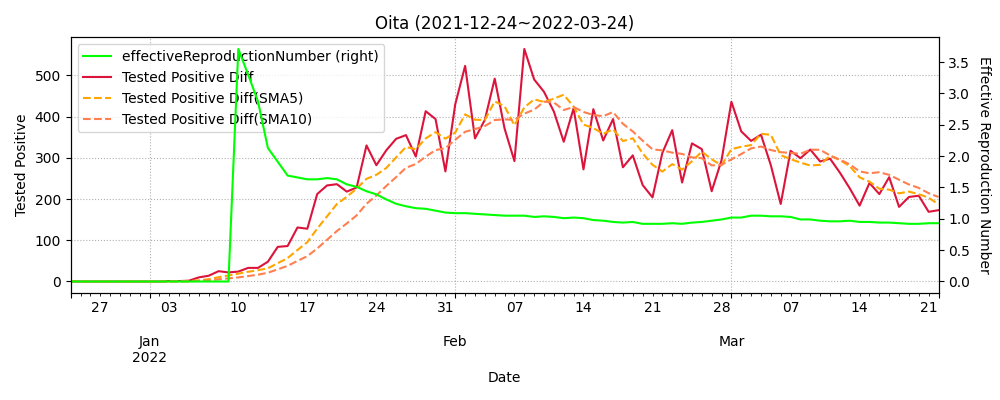 Oita (2021-12-24~2022-03-24)
effectiveReproductionNumber (right)
Tested Positive Diff
Tested Positive Diff(SMA5)
Tested Positive Diff(SMA10)
Tested Positive
500
400
300
200
100
0
Effective Reproduction Number
3.5
3.0
2.5
2.0
1.5
1.0
0.5
0.0
27 03 10 17 24 31 07 14 21 28 07 14 21
Jan Feb Mar
2022
Date